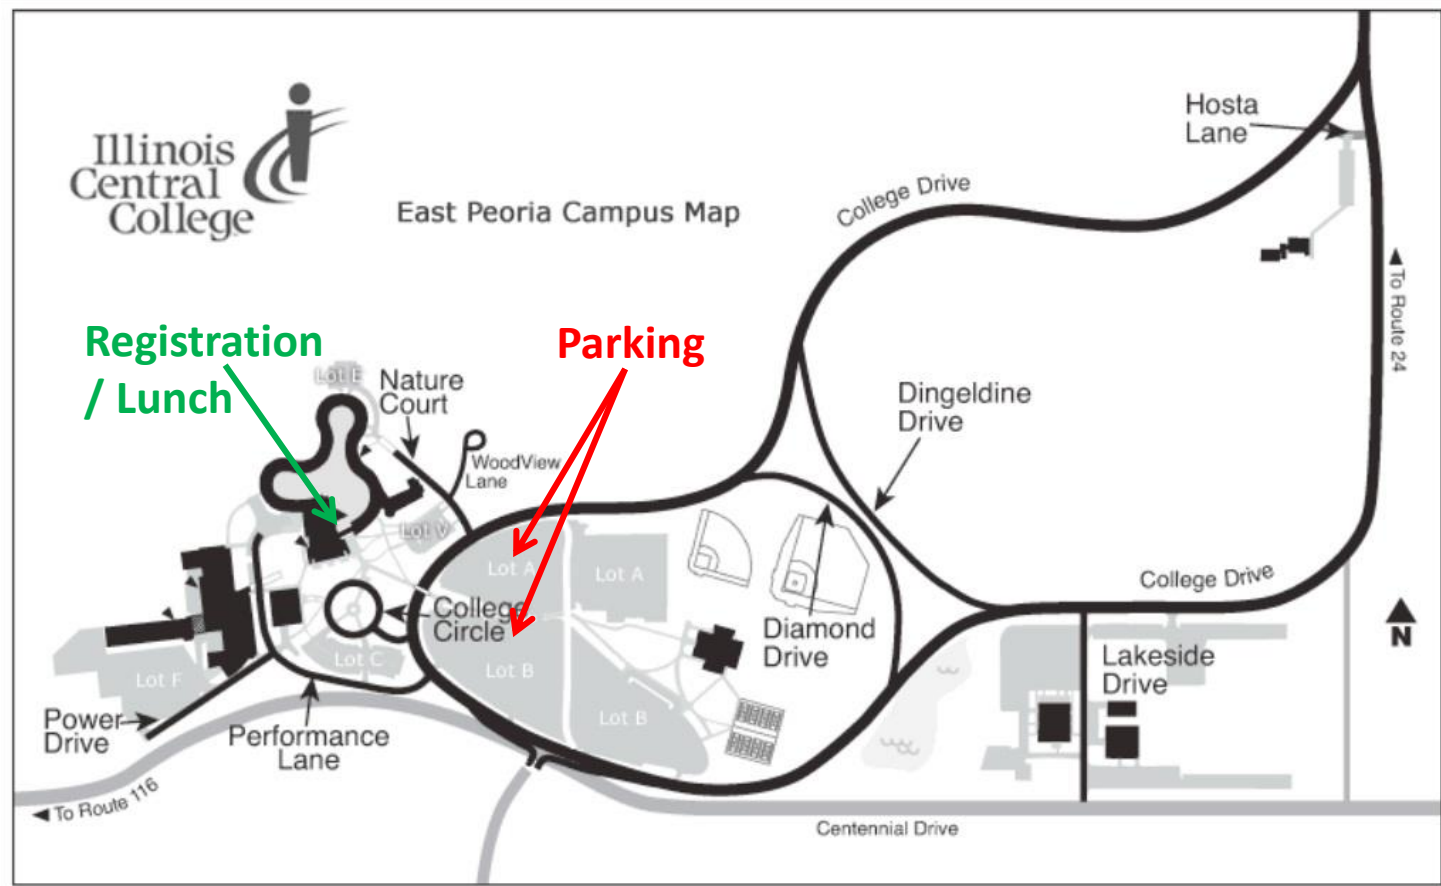 Illinois
Central
College
East Peoria Campus Map
Hosta
Lane
College Drive
To Route 24
Registration
/ Lunch
Parking
Lot E
Nature
Court
Dingeldine
Drive
WoodView
Lane
Lot V
Lot A
Lot A
College Drive
College
Circle
Diamond
Drive
N
Lot C
Lot B
Lakeside
Drive
Lot F
Lot B
Power
Drive
Performance
Lane
To Route 116
Centennial Drive